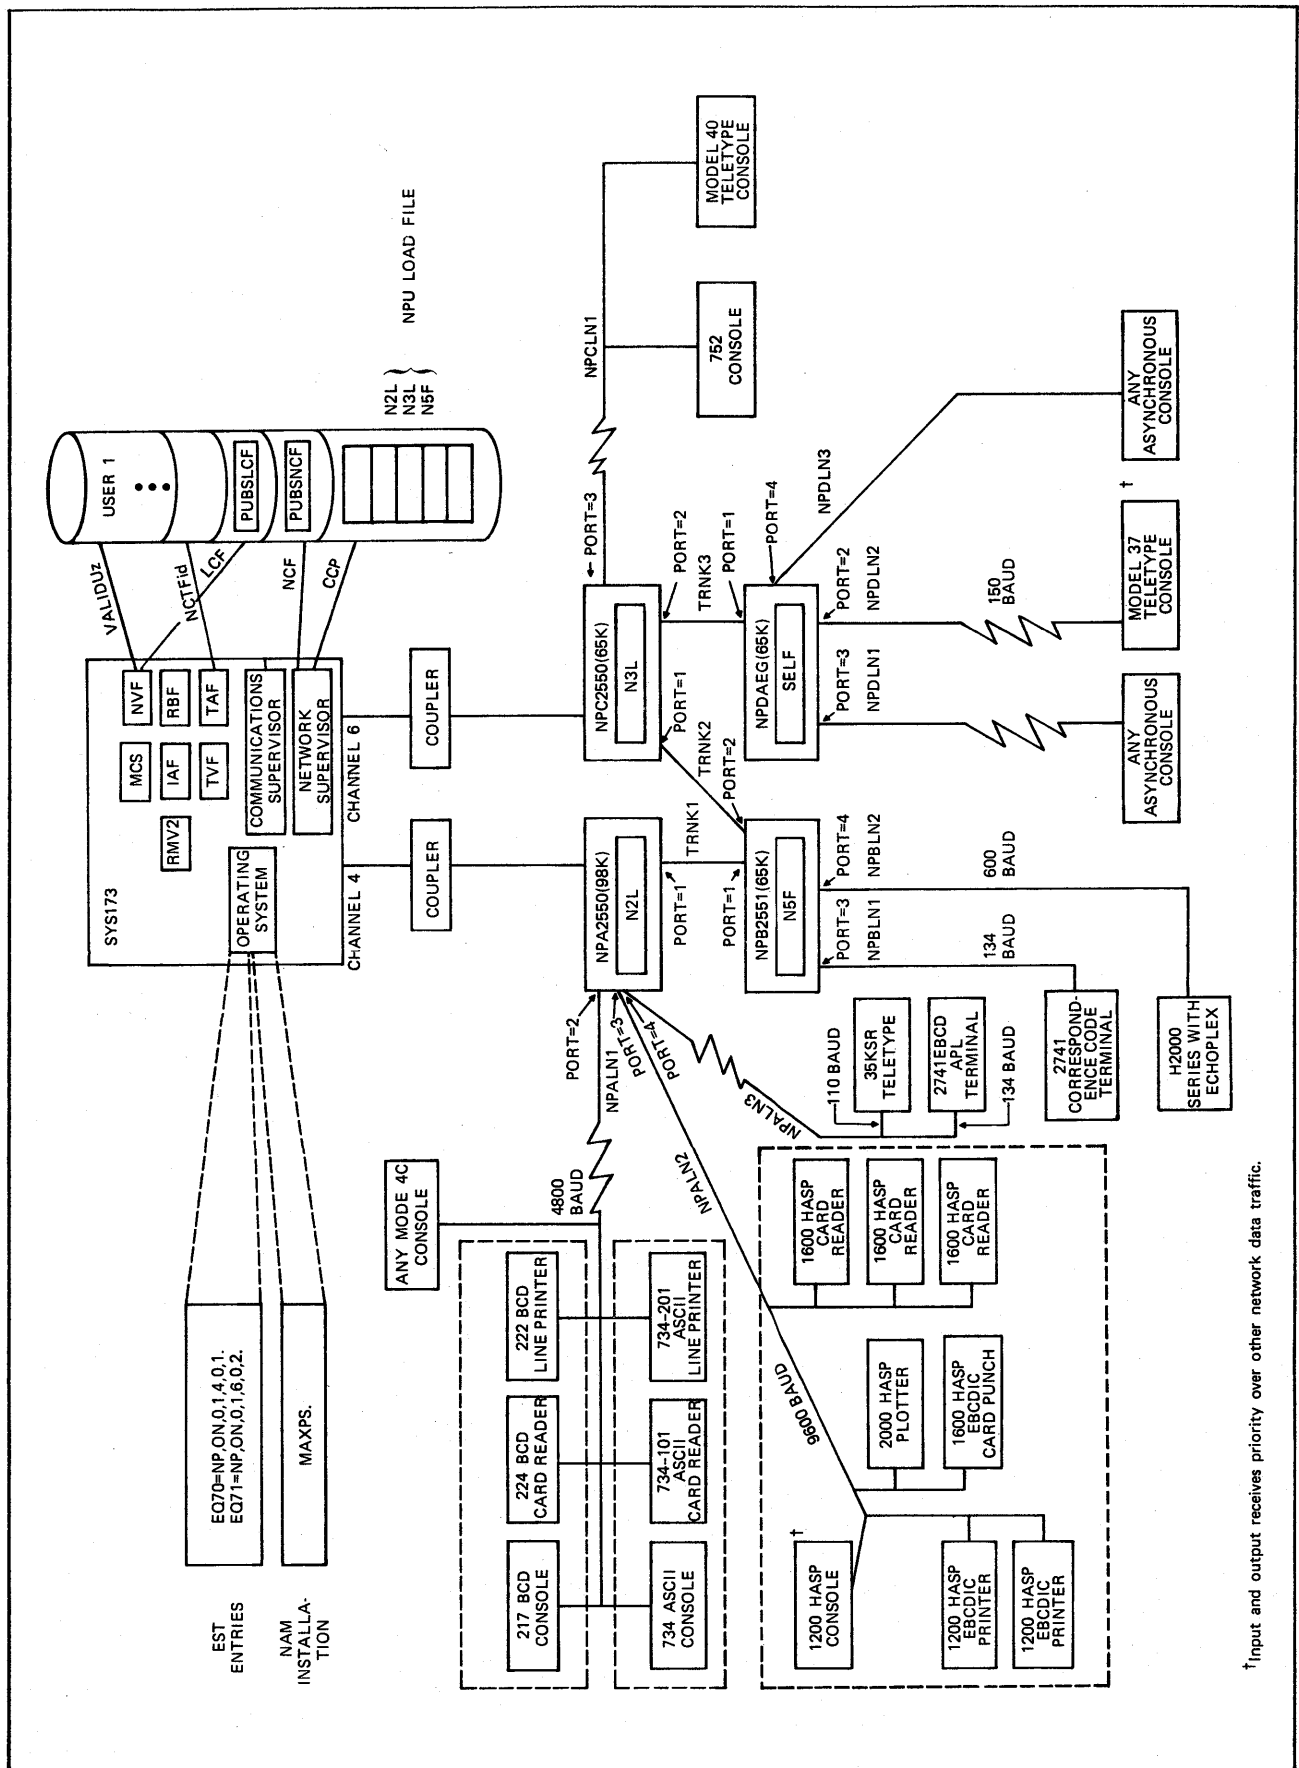 EST
ENTRIES
EQ70=NP,ON,0,1,4,0,1.
EQ71=NP,ON,0,1,6,0,2.
NAM
INSTALLA-
TION
MAXPS.
SYS173
OPERATING
SYSTEM
RMV2
MCS
IAF
TVF
NVF
RBF
TAF
COMMUNICATIONS
SUPERVISOR
NETWORK
SUPERVISOR
VALIDUz
NCTFid
LCF
NCF
CCP
USER 1
PUBSLCF
PUBSNCF
N2L
N3L
N5F
NPU LOAD FILE
CHANNEL 4
CHANNEL 6
COUPLER
COUPLER
ANY MODE 4C
CONSOLE
217 BCD
CONSOLE
224 BCD
CARD READER
222 BCD
LINE PRINTER
4800
BAUD
734 ASCII
CONSOLE
734-101
ASCII
CARD READER
734-201
ASCII
LINE PRINTER
PORT=2
NPALN1
PORT=3
PORT=4
NPA2550(98K)
N2L
PORT=1
TRNK1
NPC2550(65K)
N3L
PORT=3
NPCLN1
752
CONSOLE
MODEL 40
TELETYPE
CONSOLE
PORT=1
TRNK2
PORT=2
PORT=2
TRNK3
PORT=1
PORT=1
NPB2551(65K)
N5F
NPDAEG(65K)
SELF
PORT=4
NPDLN3
NPALN2
NPALN3
9600 BAUD
110 BAUD
35KSR
TELETYPE
2741EBCD
APL
TERMINAL
134 BAUD
PORT=3
NPBLN1
134
BAUD
PORT=4
NPBLN2
600
BAUD
PORT=3
NPDLN1
PORT=2
NPDLN2
150
BAUD
1200 HASP
CONSOLE
†
1200 HASP
EBCDIC
PRINTER
1200 HASP
EBCDIC
PRINTER
2000 HASP
PLOTTER
1600 HASP
EBCDIC
CARD PUNCH
1600 HASP
CARD
READER
1600 HASP
CARD
READER
1600 HASP
CARD
READER
2741
CORRESPOND-
ENCE CODE
TERMINAL
H2000
SERIES WITH
ECHOPLEX
ANY
ASYNCHRONOUS
CONSOLE
MODEL 37
TELETYPE
CONSOLE
†
ANY
ASYNCHRONOUS
CONSOLE
†Input and output receives priority over other network data traffic.